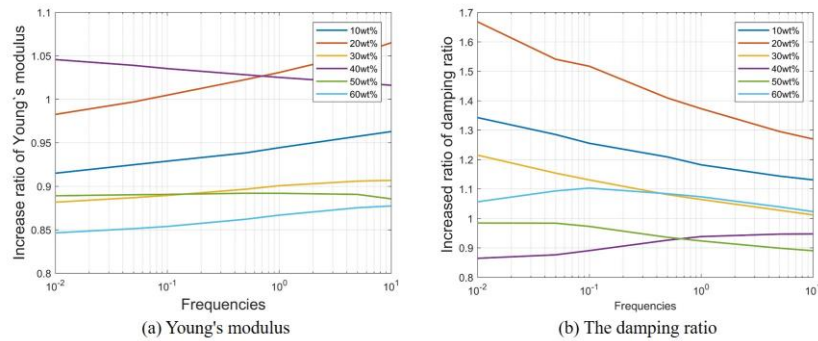 1.1
1.05
1
0.95
0.9
0.85
0.8
Increase ratio of Young`s modulus
10wt%
20wt%
30wt%
40wt%
50wt%
60wt%
10-2
10-1
100
101
Frequencies
(a) Young's modulus
1.7
1.6
1.5
1.4
1.3
1.2
1.1
1
0.9
0.8
Increased ratio of damping ratio
10wt%
20wt%
30wt%
40wt%
50wt%
60wt%
10-2
10-1
100
101
Frequencies
(b) The damping ratio